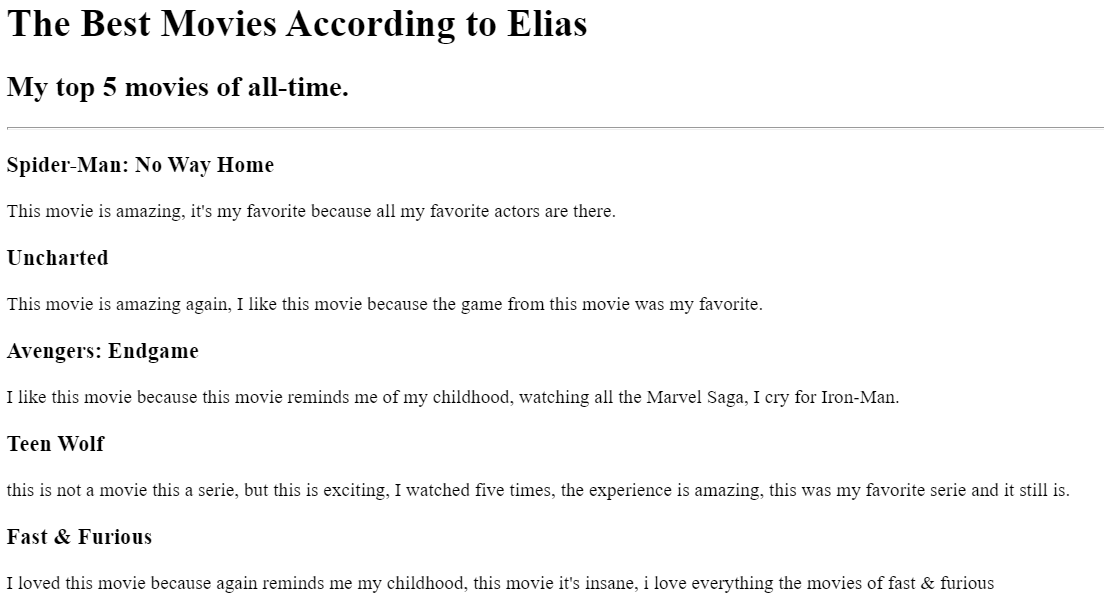 The Best Movies According to Elias
My top 5 movies of all-time.
Spider-Man: No Way Home
This movie is amazing, it's my favorite because all my favorite actors are there.
Uncharted
This movie is amazing again, I like this movie because the game from this movie was my favorite.
Avengers: Endgame
I like this movie because this movie reminds me of my childhood, watching all the Marvel Saga, I cry for Iron-Man.
Teen Wolf
this is not a movie this a serie, but this is exciting, I watched five times, the experience is amazing, this was my favorite serie and it still is.
Fast & Furious
I loved this movie because again reminds me my childhood, this movie it's insane, i love everything the movies of fast & furious